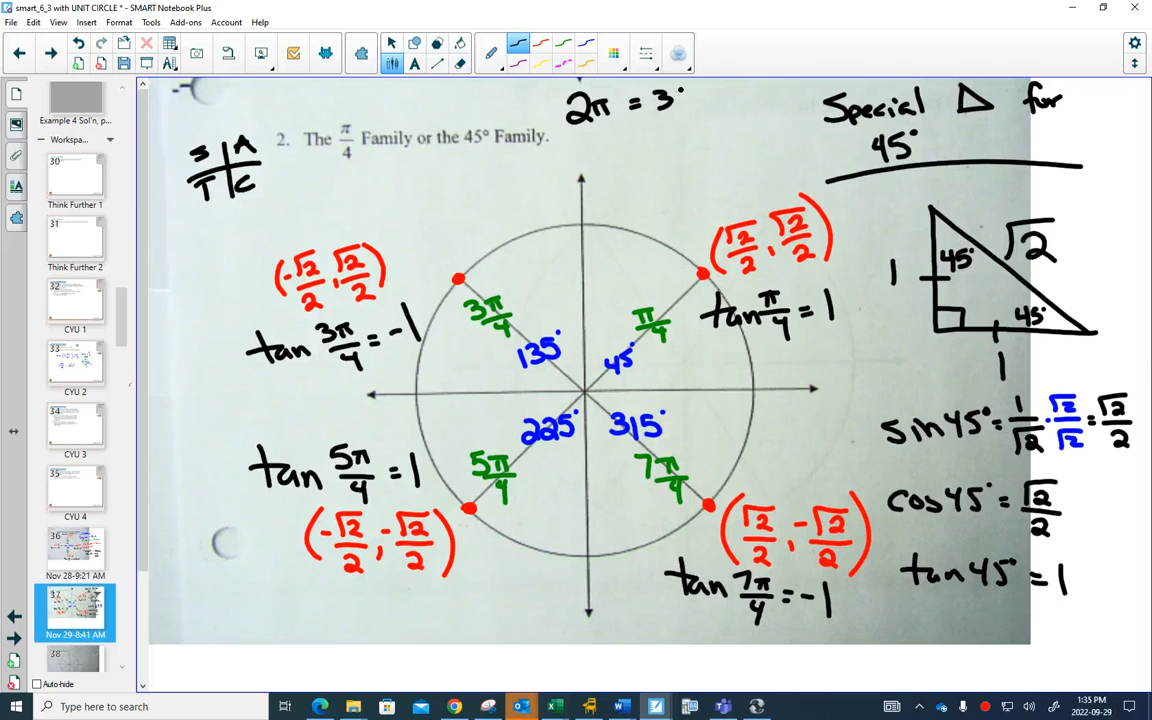 smart_6_3 with UNIT CIRCLE * - SMART Notebook Plus
File Edit View Insert Format Tools Add-ons Account Help
Example 4 Sol'n, p...
Workspa...
30
Think Further 1
31
Think Further 2
32
CYU 1
33
CYU 2
34
CYU 3
35
CYU 4
36
Nov 28-9:21 AM
37
Nov 29-8:41 AM
38
Auto-hide
2π = 3
2. The π/4 Family or the 45° Family.
S A
T C
(-√2/2, √2/2)
(√2/2, √2/2)
tan 3π/4 = -1
tan π/4 = 1
3π/4
π/4
135°
45°
225°
315°
5π/4
7π/4
tan 5π/4 = 1
(-√2/2, -√2/2)
(√2/2, -√2/2)
tan 7π/4 = -1
Special △ for
45°
1
45°
√2
45°
1
sin 45° = 1/√2 · √2/√2 = √2/2
cos 45° = √2/2
tan 45° = 1
Type here to search
1:35 PM
2022-09-29